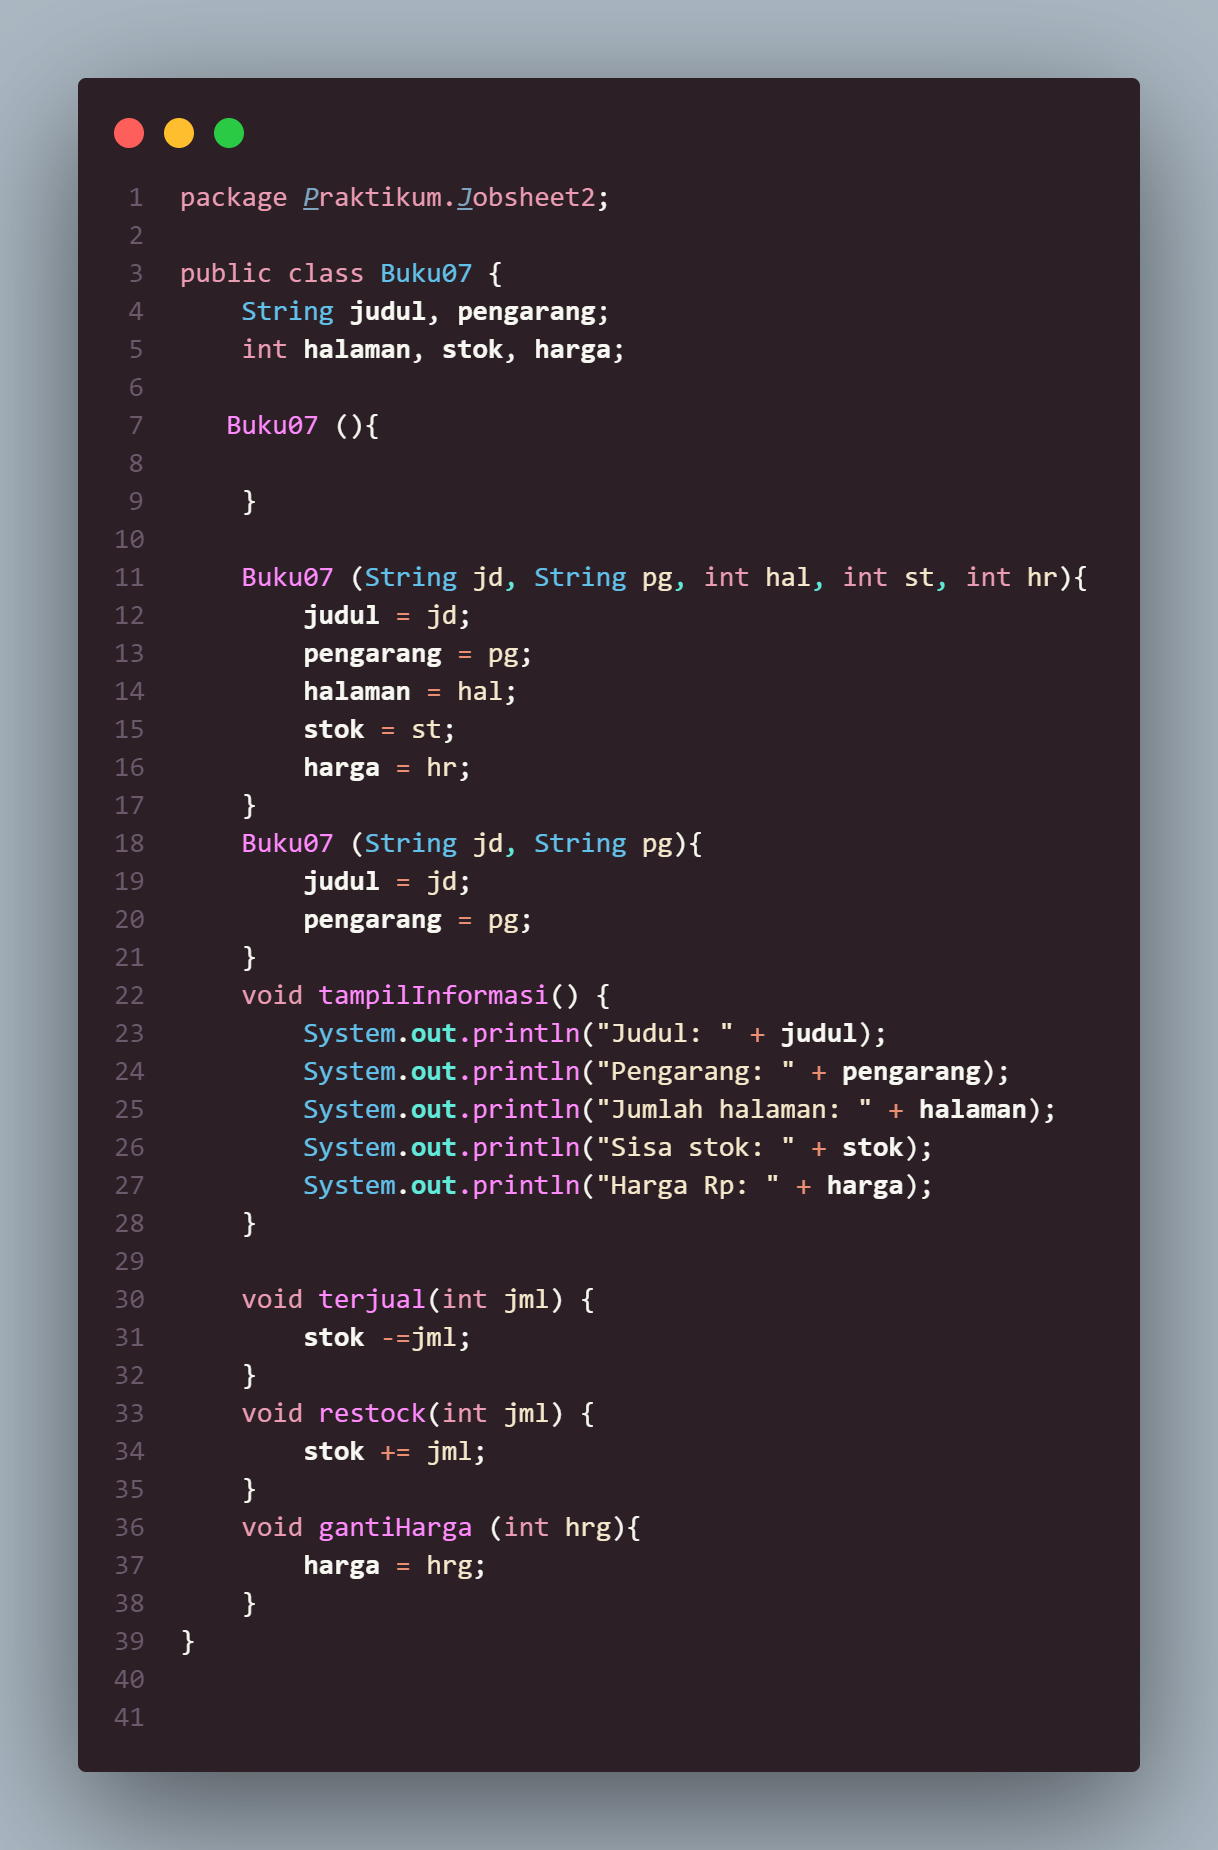 1 package Praktikum.Jobsheet2;
2
3 public class Buku07 {
4     String judul, pengarang;
5     int halaman, stok, harga;
6
7    Buku07 (){
8
9     }
10
11     Buku07 (String jd, String pg, int hal, int st, int hr){
12         judul = jd;
13         pengarang = pg;
14         halaman = hal;
15         stok = st;
16         harga = hr;
17     }
18     Buku07 (String jd, String pg){
19         judul = jd;
20         pengarang = pg;
21     }
22     void tampilInformasi() {
23         System.out.println("Judul: " + judul);
24         System.out.println("Pengarang: " + pengarang);
25         System.out.println("Jumlah halaman: " + halaman);
26         System.out.println("Sisa stok: " + stok);
27         System.out.println("Harga Rp: " + harga);
28     }
29
30     void terjual(int jml) {
31         stok -=jml;
32     }
33     void restock(int jml) {
34         stok += jml;
35     }
36     void gantiHarga (int hrg){
37         harga = hrg;
38     }
39 }
40
41